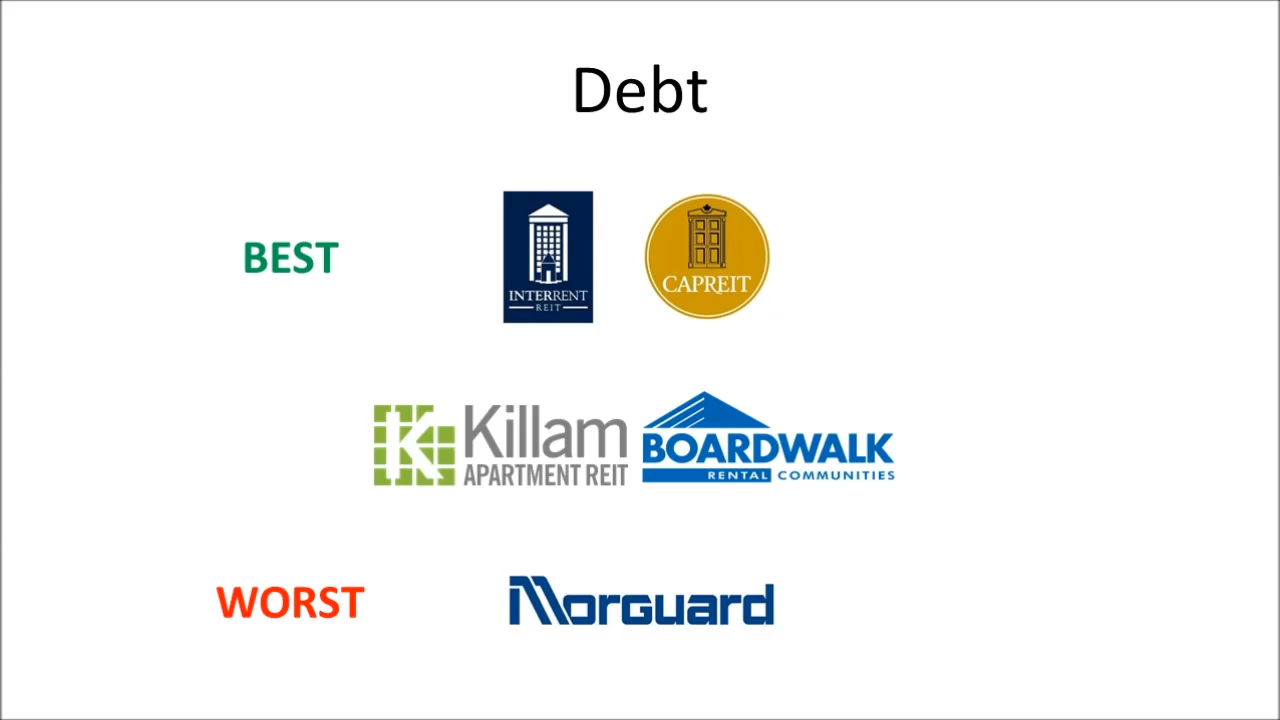 Debt
BEST
INTERRENT
REIT
CAPREIT
Killam
APARTMENT REIT
BOARDWALK
RENTAL COMMUNITIES
WORST
Morguard